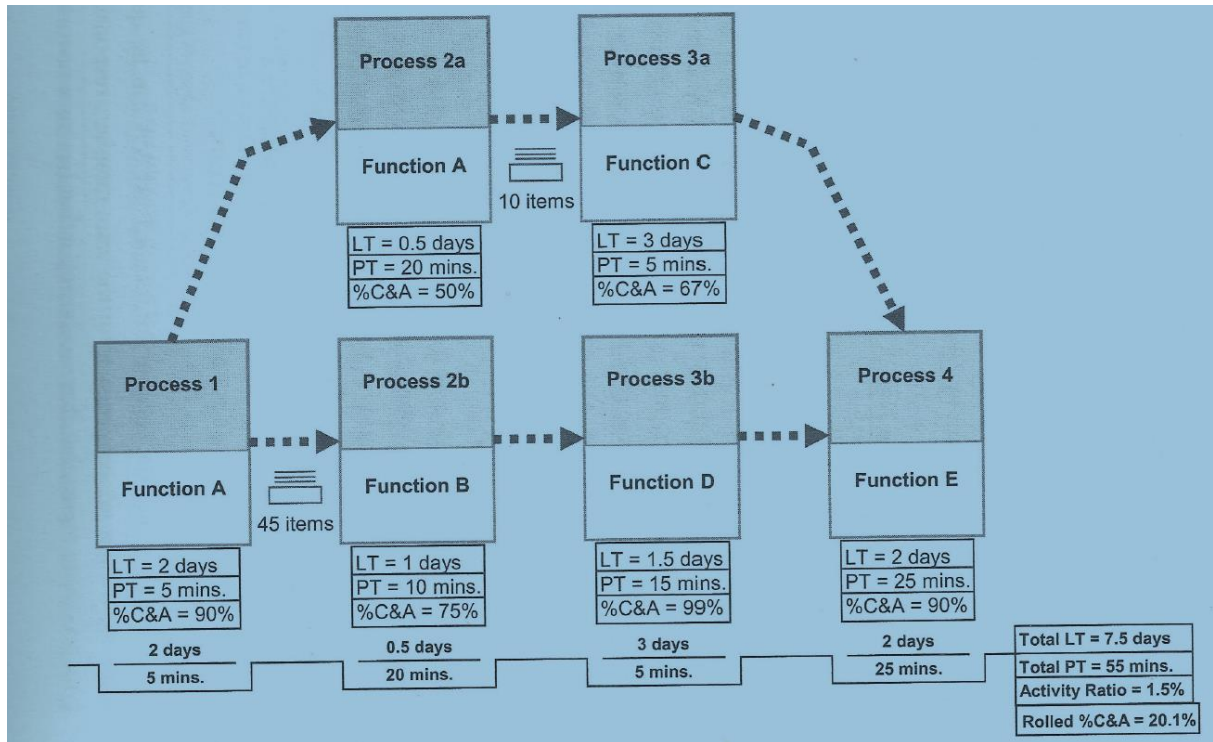 Process 2a
Function A
LT = 0.5 days
PT = 20 mins.
%C&A = 50%
10 items
Process 3a
Function C
LT = 3 days
PT = 5 mins.
%C&A = 67%
Process 1
Function A
LT = 2 days
PT = 5 mins.
%C&A = 90%
45 items
Process 2b
Function B
LT = 1 days
PT = 10 mins.
%C&A = 75%
Process 3b
Function D
LT = 1.5 days
PT = 15 mins.
%C&A = 99%
Process 4
Function E
LT = 2 days
PT = 25 mins.
%C&A = 90%
2 days
5 mins.
0.5 days
20 mins.
3 days
5 mins.
2 days
25 mins.
Total LT = 7.5 days
Total PT = 55 mins.
Activity Ratio = 1.5%
Rolled %C&A = 20.1%